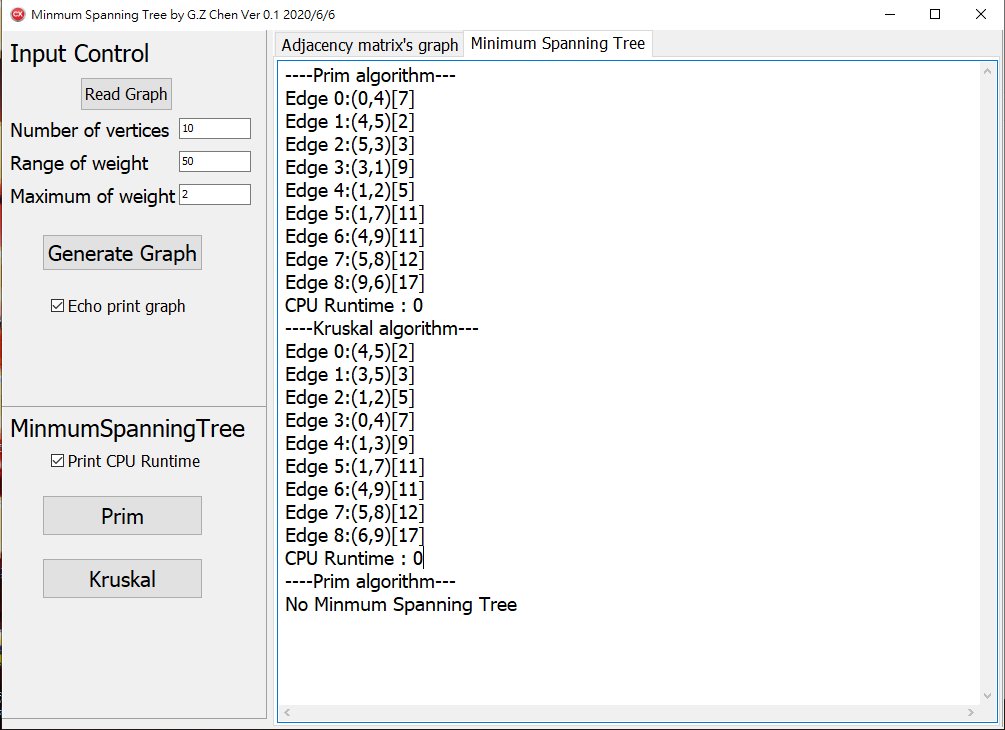 Minmum Spanning Tree by G.Z Chen Ver 0.1 2020/6/6
Input Control
Read Graph
Number of vertices 10
Range of weight 50
Maximum of weight 2
Generate Graph
Echo print graph
MinmumSpanningTree
Print CPU Runtime
Prim
Kruskal
Adjacency matrix's graph Minimum Spanning Tree
----Prim algorithm---
Edge 0:(0,4)[7]
Edge 1:(4,5)[2]
Edge 2:(5,3)[3]
Edge 3:(3,1)[9]
Edge 4:(1,2)[5]
Edge 5:(1,7)[11]
Edge 6:(4,9)[11]
Edge 7:(5,8)[12]
Edge 8:(9,6)[17]
CPU Runtime : 0
----Kruskal algorithm---
Edge 0:(4,5)[2]
Edge 1:(3,5)[3]
Edge 2:(1,2)[5]
Edge 3:(0,4)[7]
Edge 4:(1,3)[9]
Edge 5:(1,7)[11]
Edge 6:(4,9)[11]
Edge 7:(5,8)[12]
Edge 8:(6,9)[17]
CPU Runtime : 0
----Prim algorithm---
No Minmum Spanning Tree